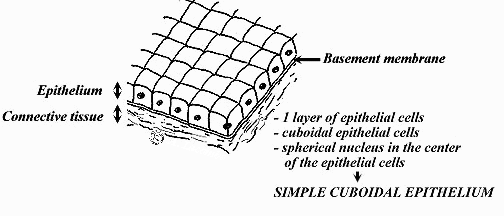 Basement membrane
Epithelium
Connective tissue
- 1 layer of epithelial cells
- cuboidal epithelial cells
- spherical nucleus in the center
of the epithelial cells
SIMPLE CUBOIDAL EPITHELIUM